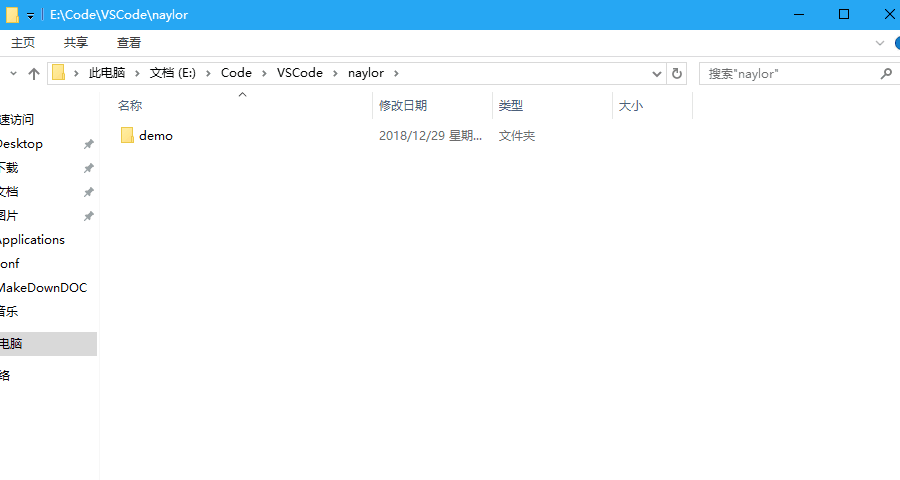 E:\Code\VSCode\naylor
主页 共享 查看
此电脑 文档 (E:) Code VSCode naylor
搜索"naylor"
名称 修改日期 类型 大小
demo 2018/12/29 星期... 文件夹
速访问
Desktop
下载
文档
图片
Applications
onf
MakeDownDOC
音乐
电脑
络